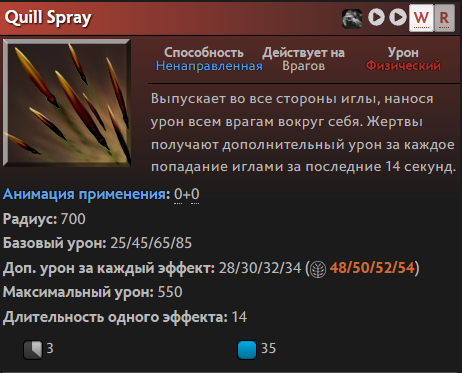 Quill Spray
W R
Способность Действует на Урон
Ненаправленная Врагов Физический
Выпускает во все стороны иглы, нанося
урон всем врагам вокруг себя. Жертвы
получают дополнительный урон за каждое
попадание иглами за последние 14 секунд.
Анимация применения: 0+0
Радиус: 700
Базовый урон: 25/45/65/85
Доп. урон за каждый эффект: 28/30/32/34 (48/50/52/54)
Максимальный урон: 550
Длительность одного эффекта: 14
3 35